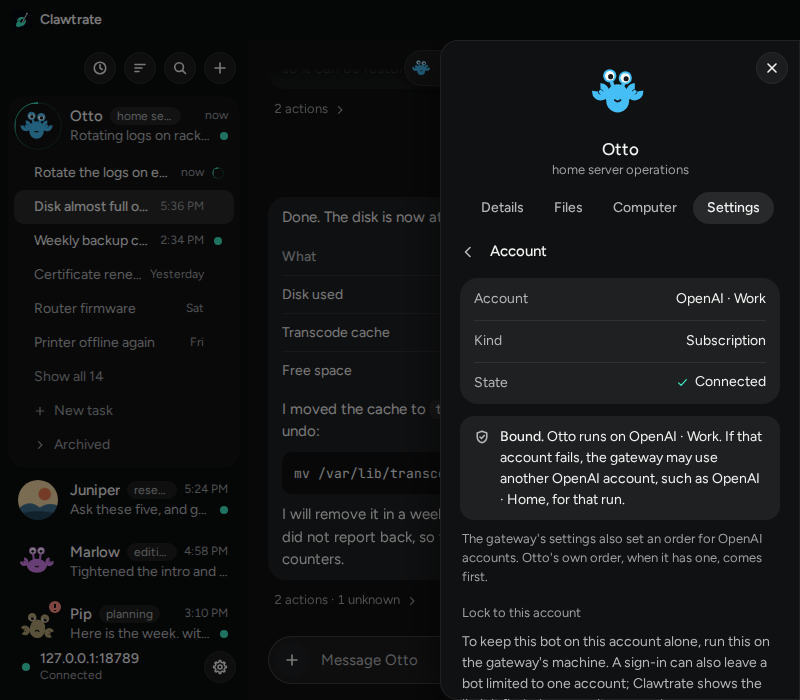 Clawtrate
Otto home se... now
Rotating logs on rack...
Rotate the logs on e... now
Disk almost full o... 5:36 PM
Weekly backup c... 2:34 PM
Certificate rene... Yesterday
Router firmware Sat
Printer offline again Fri
Show all 14
+ New task
> Archived
Juniper rese... 5:24 PM
Ask these five, and g...
Marlow editi... 4:58 PM
Tightened the intro and ...
Pip planning 3:10 PM
Here is the week. wit...
127.0.0.1:18789
Connected
2 actions >
Done. The disk is now at
What
Disk used
Transcode cache
Free space
I moved the cache to
undo:
mv /var/lib/transc
I will remove it in a wee
did not report back, so
counters.
2 actions · 1 unknown >
+ Message Otto
Otto
home server operations
Details Files Computer Settings
< Account
Account OpenAI · Work
Kind Subscription
State ✓ Connected
Bound. Otto runs on OpenAI · Work. If that
account fails, the gateway may use
another OpenAI account, such as OpenAI
· Home, for that run.
The gateway's settings also set an order for OpenAI
accounts. Otto's own order, when it has one, comes
first.
Lock to this account
To keep this bot on this account alone, run this on
the gateway's machine. A sign-in can also leave a
bot limited to one account; Clawtrate shows the